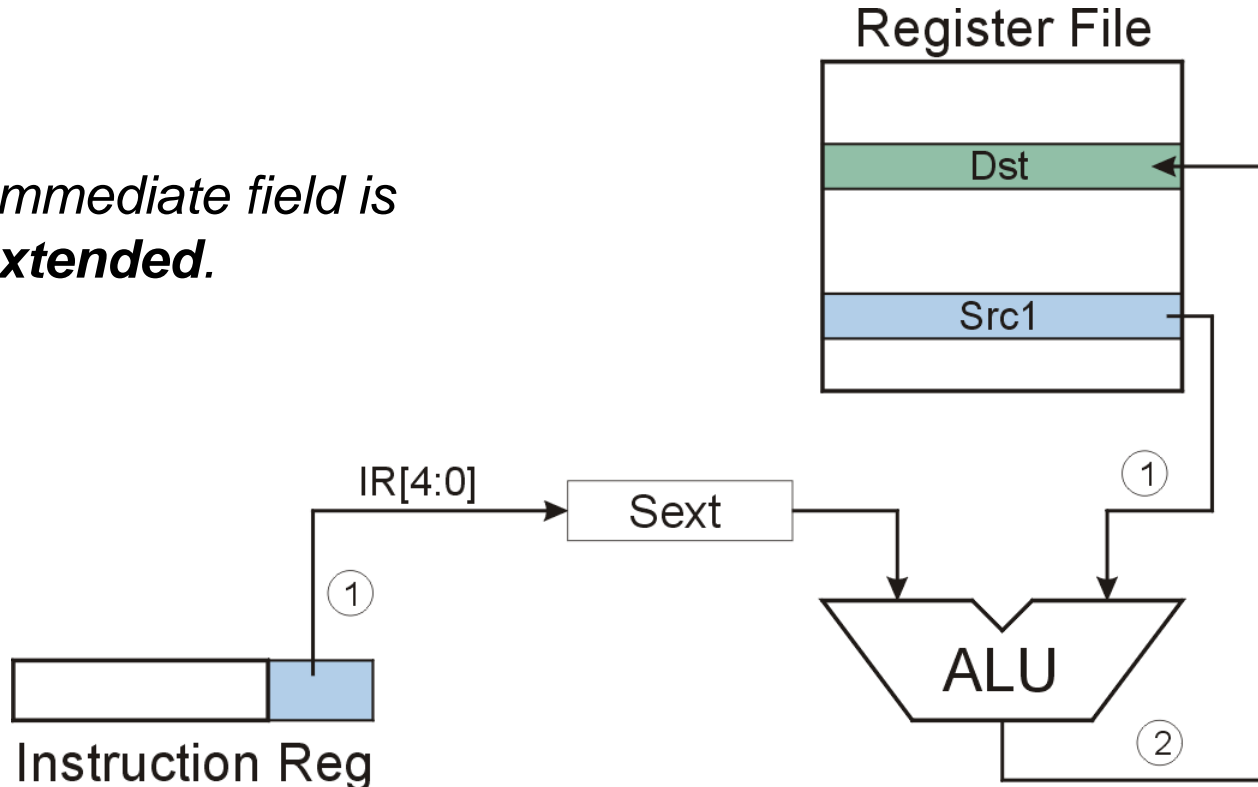 Register File
Dst
mmediate field is
xtended.
Src1
IR[4:0]
Sext
1
1
ALU
2
Instruction Reg